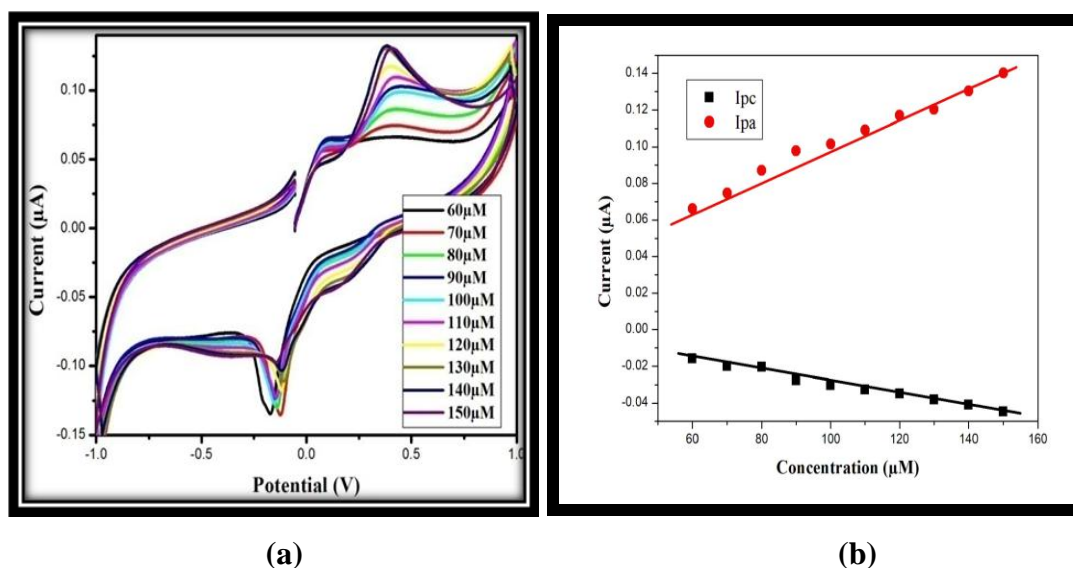 0.10
0.05
0.00
-0.05
-0.10
-0.15
Current (µA)
-1.0
-0.5
0.0
0.5
1.0
Potential (V)
60µM
70µM
80µM
90µM
100µM
110µM
120µM
130µM
140µM
150µM
(a)
Ipc
Ipa
0.14
0.12
0.10
0.08
0.06
0.04
0.02
0.00
-0.02
-0.04
Current (µA)
60
80
100
120
140
160
Concentration (µM)
(b)